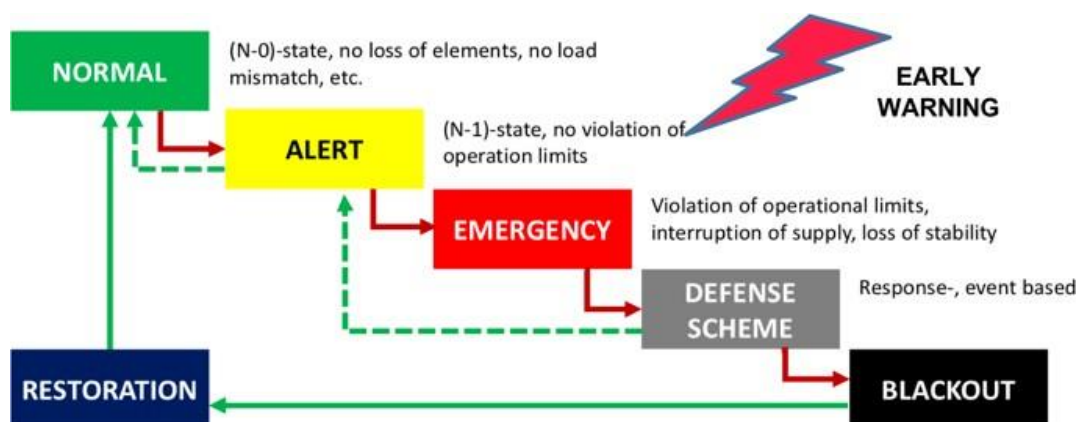 NORMAL
(N-0)-state, no loss of elements, no load
mismatch, etc.
EARLY
WARNING
ALERT
(N-1)-state, no violation of
operation limits
EMERGENCY
Violation of operational limits,
interruption of supply, loss of stability
DEFENSE
SCHEME
Response-, event based
RESTORATION
BLACKOUT